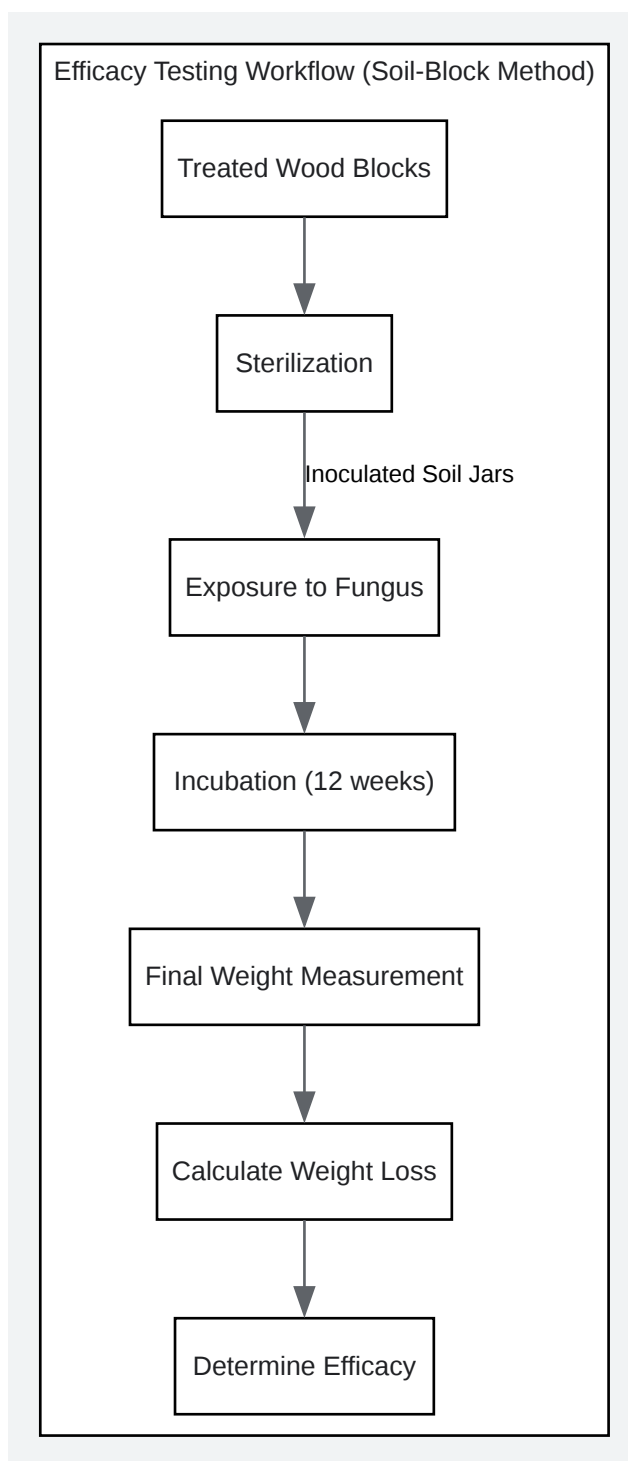 Efficacy Testing Workflow (Soil-Block Method)
Treated Wood Blocks
Sterilization
Inoculated Soil Jars
Exposure to Fungus
Incubation (12 weeks)
Final Weight Measurement
Calculate Weight Loss
Determine Efficacy